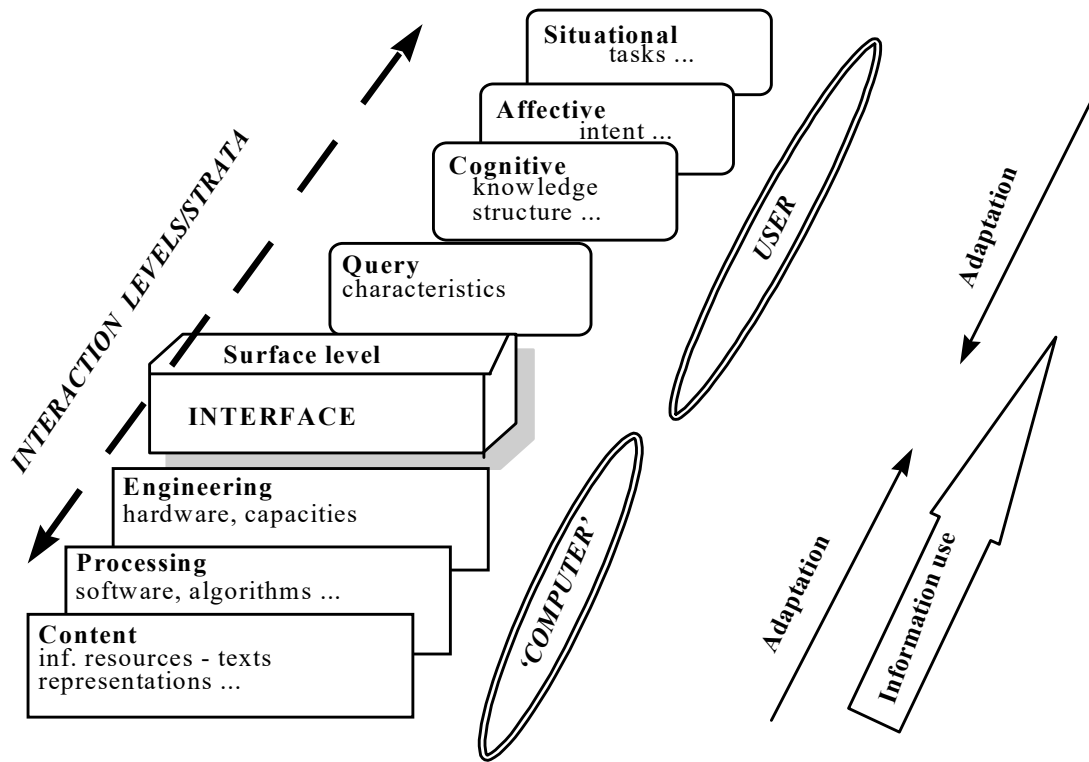 Situational
tasks ...
Affective
intent ...
Cognitive
knowledge
structure ...
Query
characteristics
Surface level
INTERFACE
Engineering
hardware, capacities
Processing
software, algorithms ...
Content
inf. resources - texts
representations ...
INTERACTION LEVELS/STRATA
USER
‘COMPUTER’
Adaptation
Adaptation
Information use